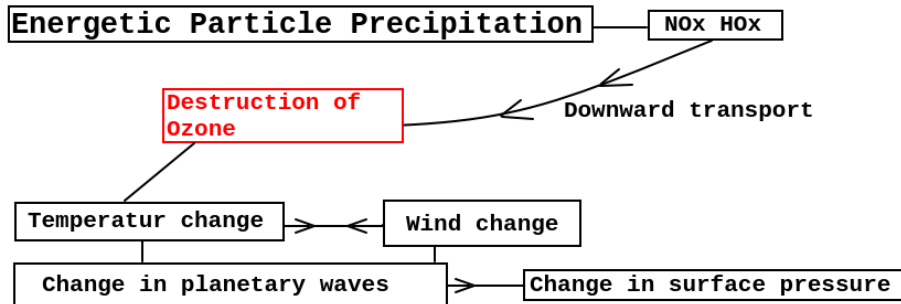 Energetic Particle Precipitation
NOx HOx
Downward transport
Destruction of
Ozone
Temperatur change
Wind change
Change in planetary waves
Change in surface pressure